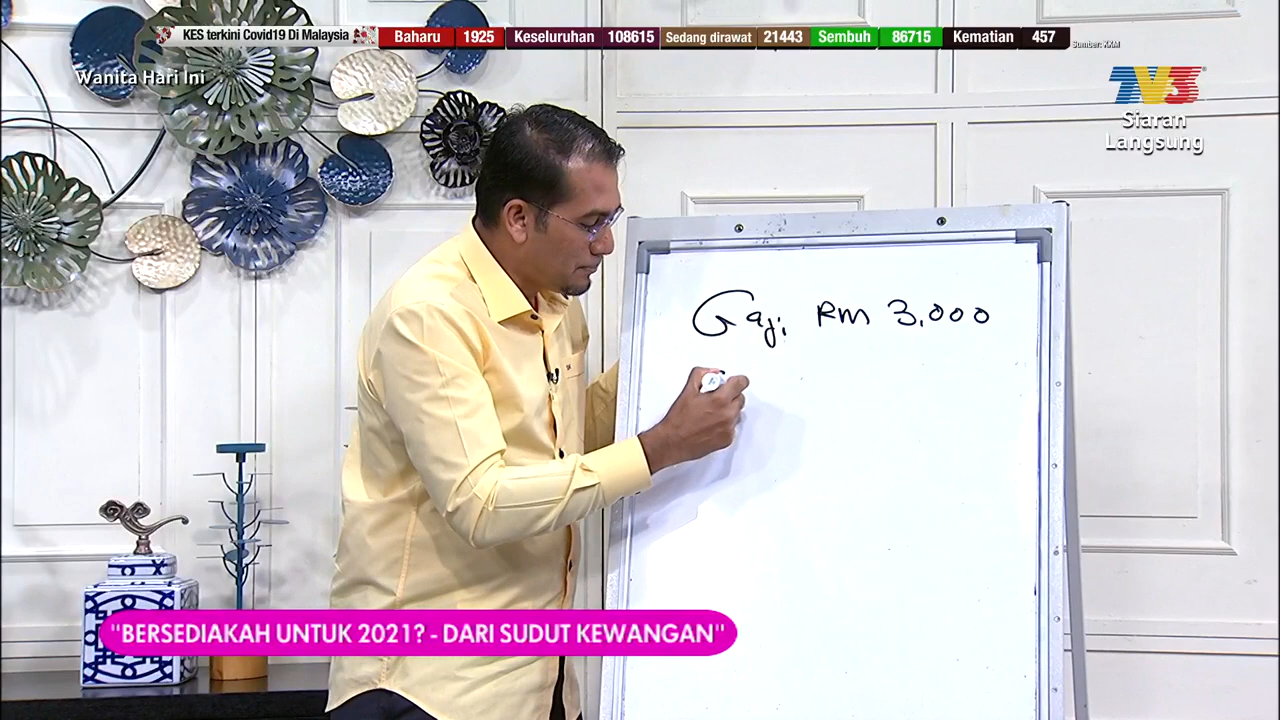 KES terkini Covid19 Di Malaysia Baharu 1925 Keseluruhan 108615 Sedang dirawat 21443 Sembuh 86715 Kematian 457
Sumber: KKM
Wanita Hari Ini
TV3
Siaran
Langsung
Gaji RM 3,000
"BERSEDIAKAH UNTUK 2021? - DARI SUDUT KEWANGAN"